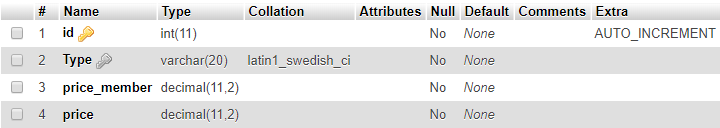 # Name Type Collation Attributes Null Default Comments Extra
1 id int(11) No None AUTO_INCREMENT
2 Type varchar(20) latin1_swedish_ci No None
3 price_member decimal(11,2) No None
4 price decimal(11,2) No None